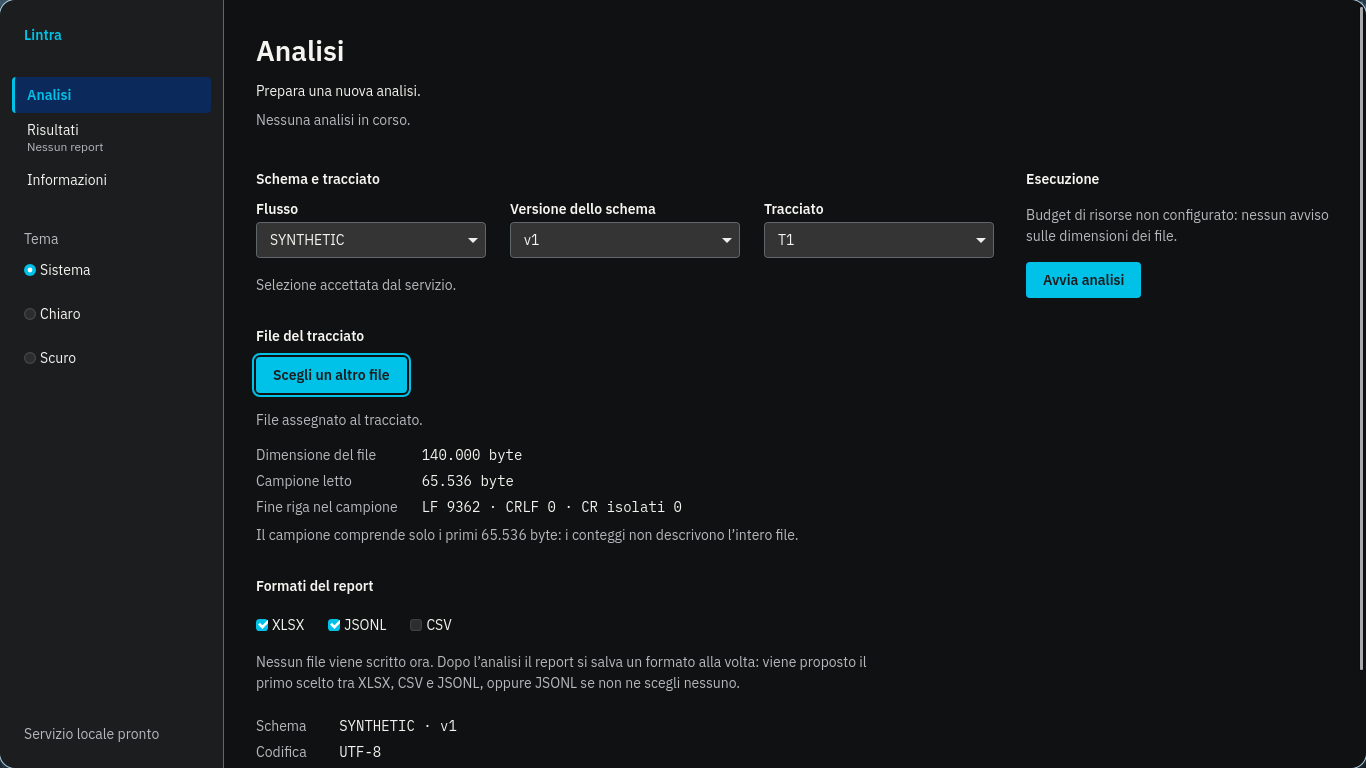 Lintra
Analisi
Risultati
Nessun report
Informazioni
Tema
Sistema
Chiaro
Scuro
Servizio locale pronto
Analisi
Prepara una nuova analisi.
Nessuna analisi in corso.
Schema e tracciato
Flusso
SYNTHETIC
Versione dello schema
v1
Tracciato
T1
Selezione accettata dal servizio.
File del tracciato
Scegli un altro file
File assegnato al tracciato.
Dimensione del file 140.000 byte
Campione letto 65.536 byte
Fine riga nel campione LF 9362 · CRLF 0 · CR isolati 0
Il campione comprende solo i primi 65.536 byte: i conteggi non descrivono l’intero file.
Formati del report
XLSX JSONL CSV
Nessun file viene scritto ora. Dopo l’analisi il report si salva un formato alla volta: viene proposto il
primo scelto tra XLSX, CSV e JSONL, oppure JSONL se non ne scegli nessuno.
Schema SYNTHETIC · v1
Codifica UTF-8
Esecuzione
Budget di risorse non configurato: nessun avviso
sulle dimensioni dei file.
Avvia analisi